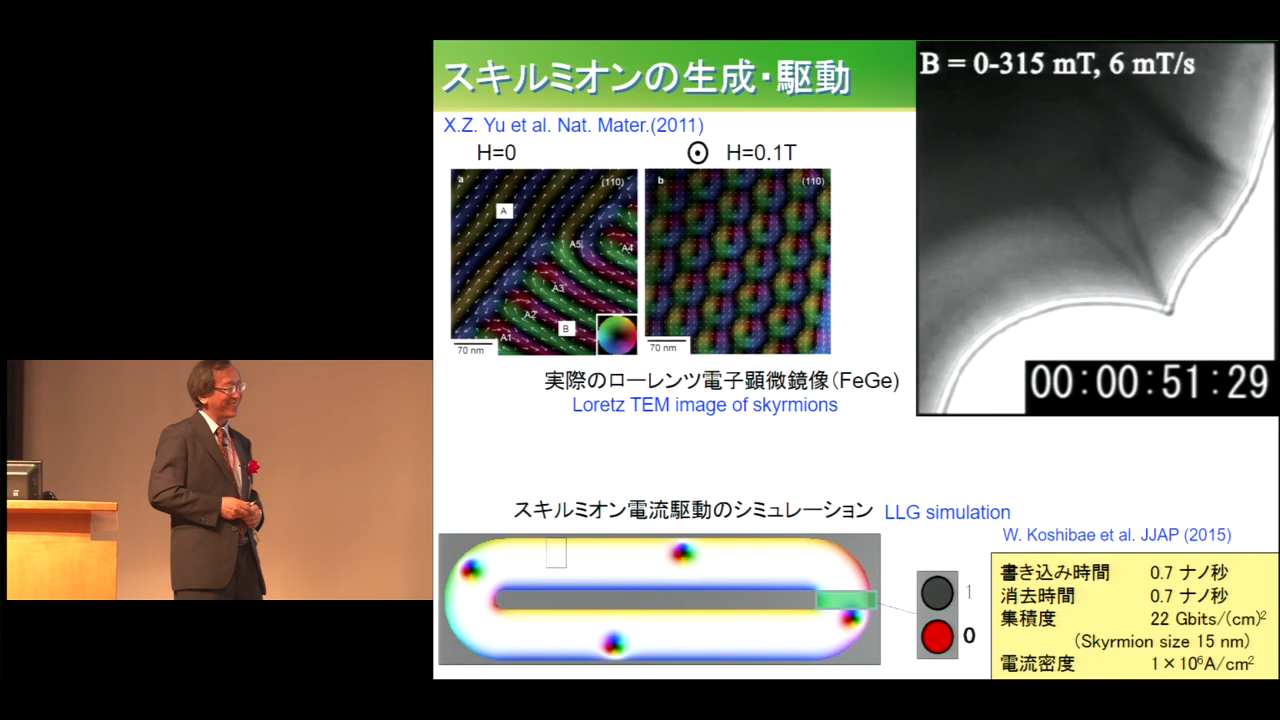 スキルミオンの生成・駆動
X.Z. Yu et al. Nat. Mater.(2011)
H=0
H=0.1T
a
(110)
A
A5
A4
A3
A2
B
A1
70 nm
b
(110)
70 nm
実際のローレンツ電子顕微鏡像(FeGe)
Loretz TEM image of skyrmions
B = 0-315 mT, 6 mT/s
00:00:51:29
スキルミオン電流駆動のシミュレーション LLG simulation
W. Koshibae et al. JJAP (2015)
1
0
書き込み時間 0.7 ナノ秒
消去時間 0.7 ナノ秒
集積度 22 Gbits/(cm)²
(Skyrmion size 15 nm)
電流密度 1×10⁶A/cm²